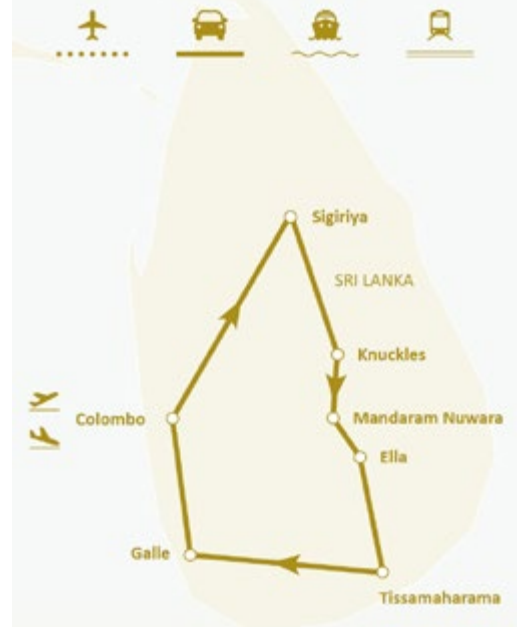 Sigiriya
SRI LANKA
Knuckles
Colombo
Mandaram Nuwara
Ella
Galle
Tissamaharama